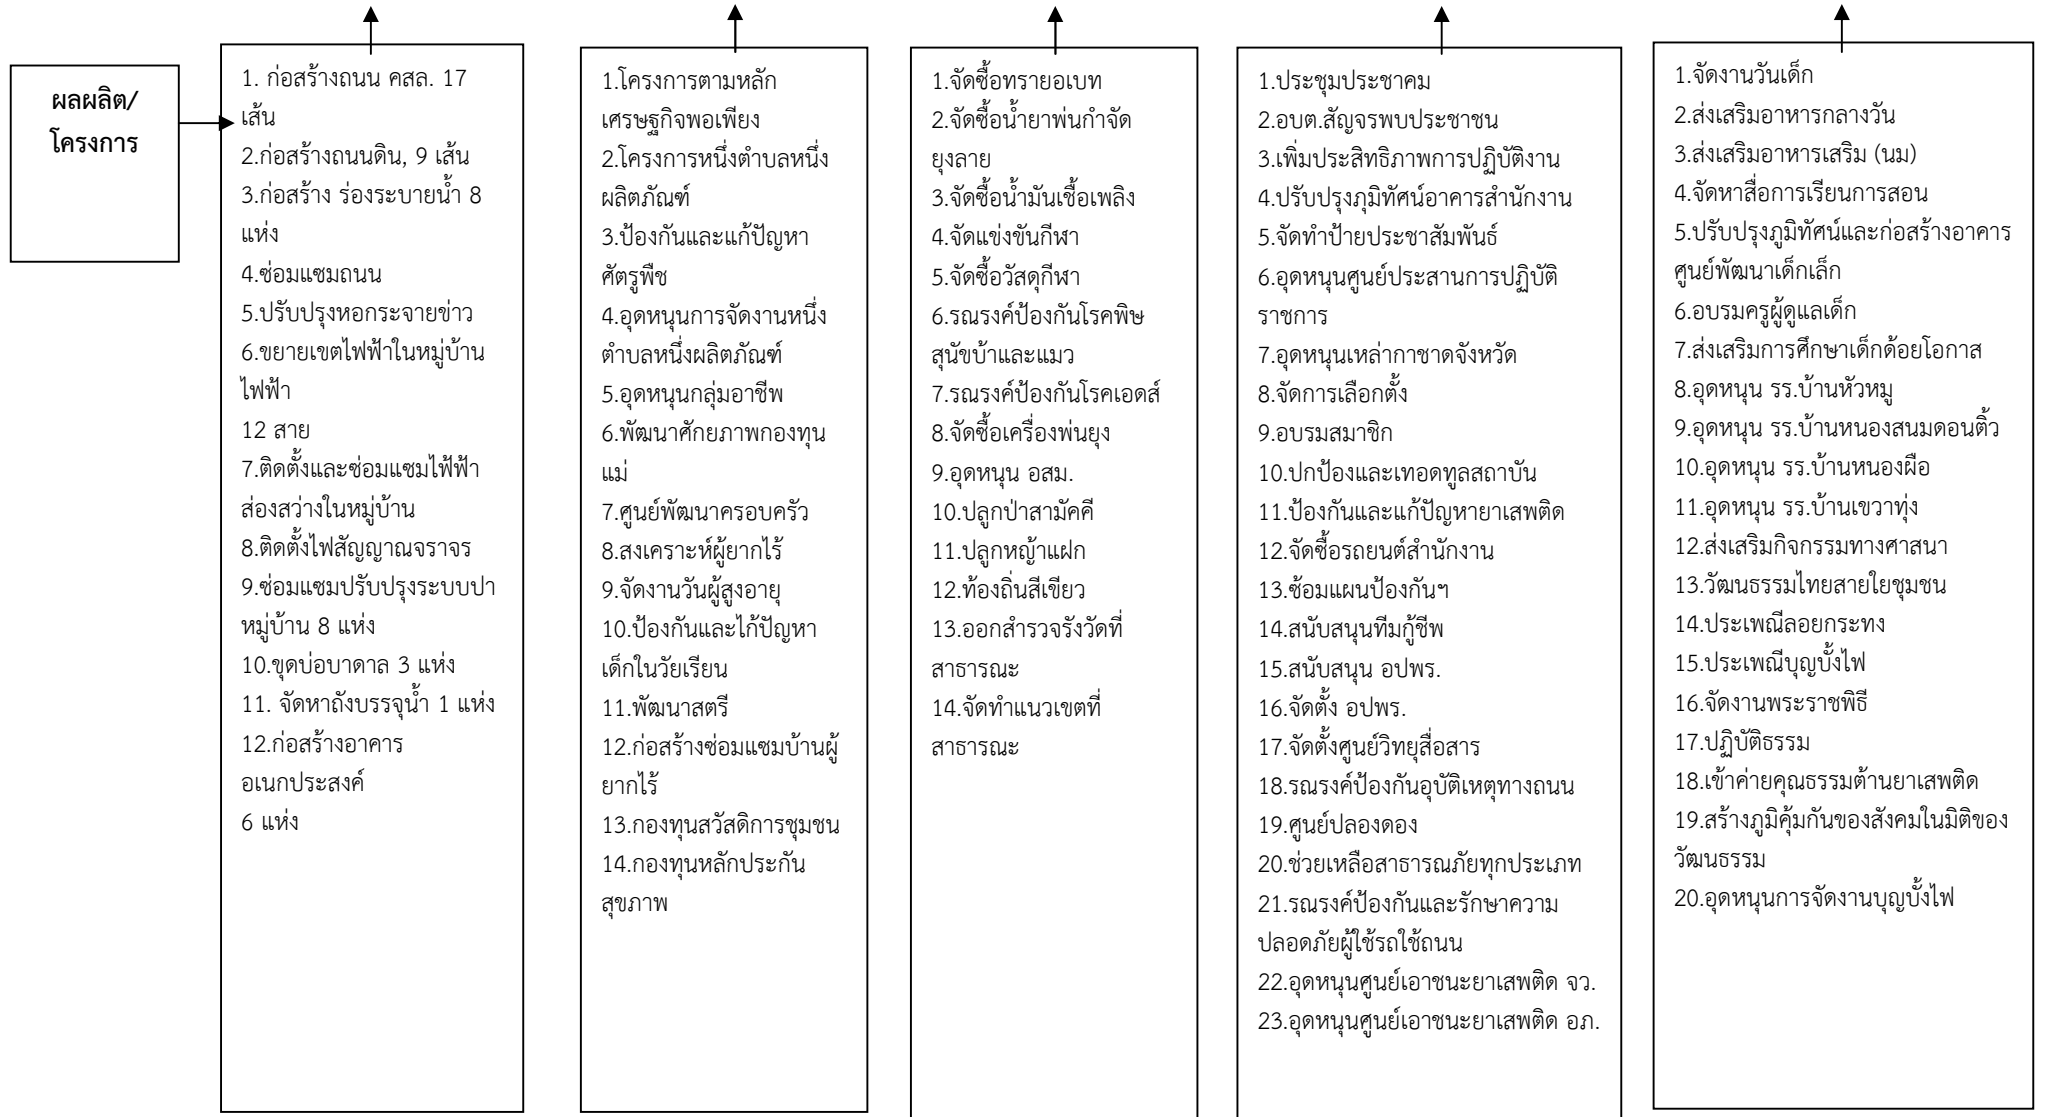 ผลผลิต/
โครงการ
1. ก่อสร้างถนน คสล. 17
เส้น
2.ก่อสร้างถนนดิน, 9 เส้น
3.ก่อสร้าง ร่องระบายน้ำ 8
แห่ง
4.ซ่อมแซมถนน
5.ปรับปรุงหอกระจายข่าว
6.ขยายเขตไฟฟ้าในหมู่บ้าน
ไฟฟ้า
12 สาย
7.ติดตั้งและซ่อมแซมไฟ้ฟ้า
ส่องสว่างในหมู่บ้าน
8.ติดตั้งไฟสัญญาณจราจร
9.ซ่อมแซมปรับปรุงระบบปา
หมู่บ้าน 8 แห่ง
10.ขุดบ่อบาดาล 3 แห่ง
11. จัดหาถังบรรจุน้ำ 1 แห่ง
12.ก่อสร้างอาคาร
อเนกประสงค์
6 แห่ง
1.โครงการตามหลัก
เศรษฐกิจพอเพียง
2.โครงการหนึ่งตำบลหนึ่ง
ผลิตภัณฑ์
3.ป้องกันและแก้ปัญหา
ศัตรูพืช
4.อุดหนุนการจัดงานหนึ่ง
ตำบลหนึ่งผลิตภัณฑ์
5.อุดหนุนกลุ่มอาชีพ
6.พัฒนาศักยภาพกองทุน
แม่
7.ศูนย์พัฒนาครอบครัว
8.สงเคราะห์ผู้ยากไร้
9.จัดงานวันผู้สูงอายุ
10.ป้องกันและไก้ปัญหา
เด็กในวัยเรียน
11.พัฒนาสตรี
12.ก่อสร้างซ่อมแซมบ้านผู้
ยากไร้
13.กองทุนสวัสดิการชุมชน
14.กองทุนหลักประกัน
สุขภาพ
1.จัดซื้อทรายอเบท
2.จัดซื้อน้ำยาพ่นกำจัด
ยุงลาย
3.จัดซื้อน้ำมันเชื้อเพลิง
4.จัดแข่งขันกีฬา
5.จัดซื้อวัสดุกีฬา
6.รณรงค์ป้องกันโรคพิษ
สุนัขบ้าและแมว
7.รณรงค์ป้องกันโรคเอดส์
8.จัดซื้อเครื่องพ่นยุง
9.อุดหนุน อสม.
10.ปลูกป่าสามัคคี
11.ปลูกหญ้าแฝก
12.ท้องถิ่นสีเขียว
13.ออกสำรวจรังวัดที่
สาธารณะ
14.จัดทำแนวเขตที่
สาธารณะ
1.ประชุมประชาคม
2.อบต.สัญจรพบประชาชน
3.เพิ่มประสิทธิภาพการปฏิบัติงาน
4.ปรับปรุงภุมิทัศน์อาคารสำนักงาน
5.จัดทำป้ายประชาสัมพันธ์
6.อุดหนุนศูนย์ประสานการปฏิบัติ
ราชการ
7.อุดหนุนเหล่ากาชาดจังหวัด
8.จัดการเลือกตั้ง
9.อบรมสมาชิก
10.ปกป้องและเทอดทูลสถาบัน
11.ป้องกันและแก้ปัญหายาเสพติด
12.จัดซื้อรถยนต์สำนักงาน
13.ซ้อมแผนป้องกันฯ
14.สนับสนุนทีมกู้ชีพ
15.สนับสนุน อปพร.
16.จัดตั้ง อปพร.
17.จัดตั้งศูนย์วิทยุสื่อสาร
18.รณรงค์ป้องกันอุบัติเหตุทางถนน
19.ศูนย์ปลองดอง
20.ช่วยเหลือสาธารณภัยทุกประเภท
21.รณรงค์ป้องกันและรักษาความ
ปลอดภัยผู้ใช้รถใช้ถนน
22.อุดหนุนศูนย์เอาชนะยาเสพติด จว.
23.อุดหนุนศูนย์เอาชนะยาเสพติด อภ.
1.จัดงานวันเด็ก
2.ส่งเสริมอาหารกลางวัน
3.ส่งเสริมอาหารเสริม (นม)
4.จัดหาสื่อการเรียนการสอน
5.ปรับปรุงภูมิทัศน์และก่อสร้างอาคาร
ศูนย์พัฒนาเด็กเล็ก
6.อบรมครูผู้ดูแลเด็ก
7.ส่งเสริมการศึกษาเด็กด้อยโอกาส
8.อุดหนุน รร.บ้านหัวหมู
9.อุดหนุน รร.บ้านหนองสนมดอนติ้ว
10.อุดหนุน รร.บ้านหนองผือ
11.อุดหนุน รร.บ้านเขวาทุ่ง
12.ส่งเสริมกิจกรรมทางศาสนา
13.วัฒนธรรมไทยสายใยชุมชน
14.ประเพณีลอยกระทง
15.ประเพณีบุญบั้งไฟ
16.จัดงานพระราชพิธี
17.ปฏิบัติธรรม
18.เข้าค่ายคุณธรรมต้านยาเสพติด
19.สร้างภูมิคุ้มกันของสังคมในมิติของ
วัฒนธรรม
20.อุดหนุนการจัดงานบุญบั้งไฟ